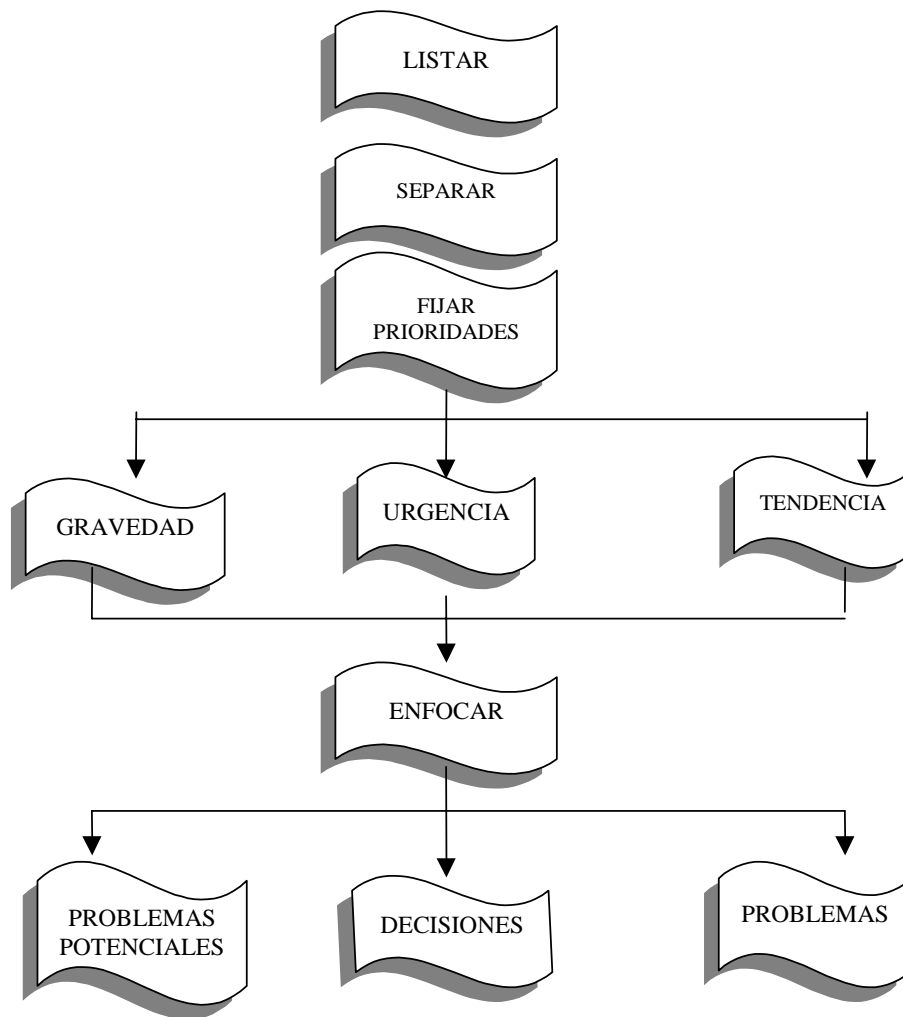 LISTAR
SEPARAR
FIJAR
PRIORIDADES
GRAVEDAD
URGENCIA
TENDENCIA
ENFOCAR
PROBLEMAS
POTENCIALES
DECISIONES
PROBLEMAS